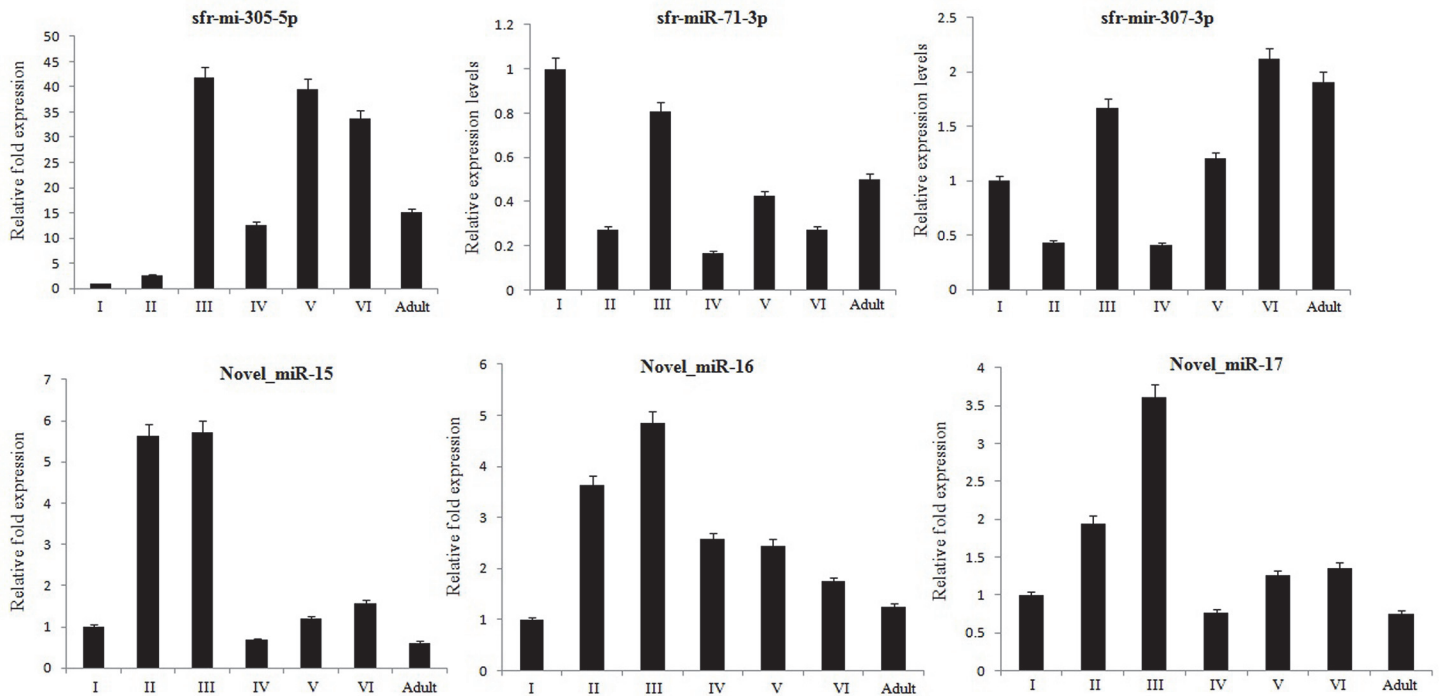 sfr-mi-305-5p
Relative fold expression
50
45
40
35
30
25
20
15
10
5
0
I II III IV V VI Adult
sfr-miR-71-3p
Relative expression levels
1.2
1
0.8
0.6
0.4
0.2
0
I II III IV V VI Adult
sfr-mir-307-3p
Relative expression levels
2.5
2
1.5
1
0.5
0
I II III IV V VI Adult
Novel_miR-15
Relative fold expression
7
6
5
4
3
2
1
0
I II III IV V VI Adult
Novel_miR-16
Relative fold expression
6
5
4
3
2
1
0
I II III IV V VI Adult
Novel_miR-17
Relative fold expression
4
3.5
3
2.5
2
1.5
1
0.5
0
I II III IV V VI Adult